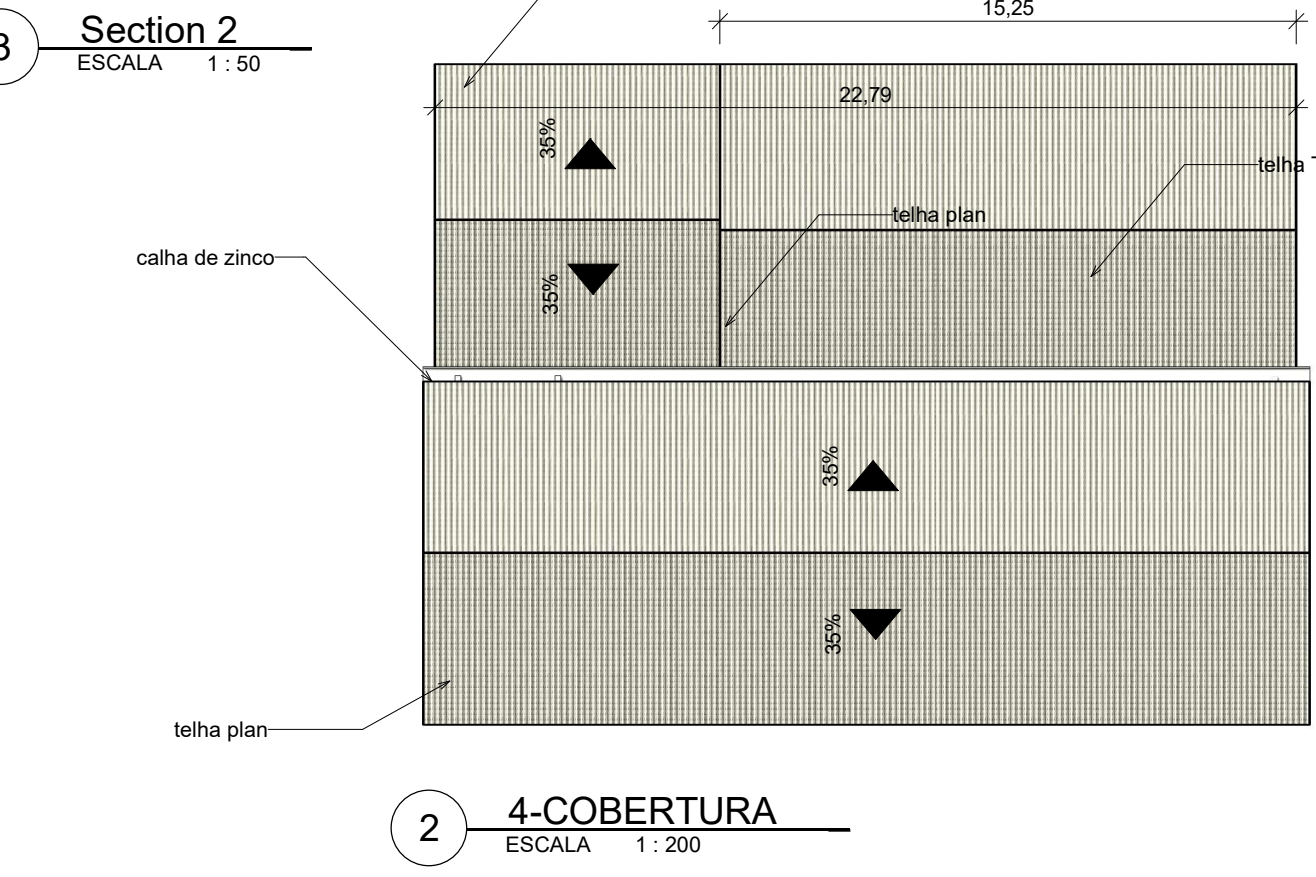 3
Section 2
ESCALA 1 : 50
15,25
22,79
35%
telha
telha plan
calha de zinco
35%
35%
35%
telha plan
2
4-COBERTURA
ESCALA 1 : 200